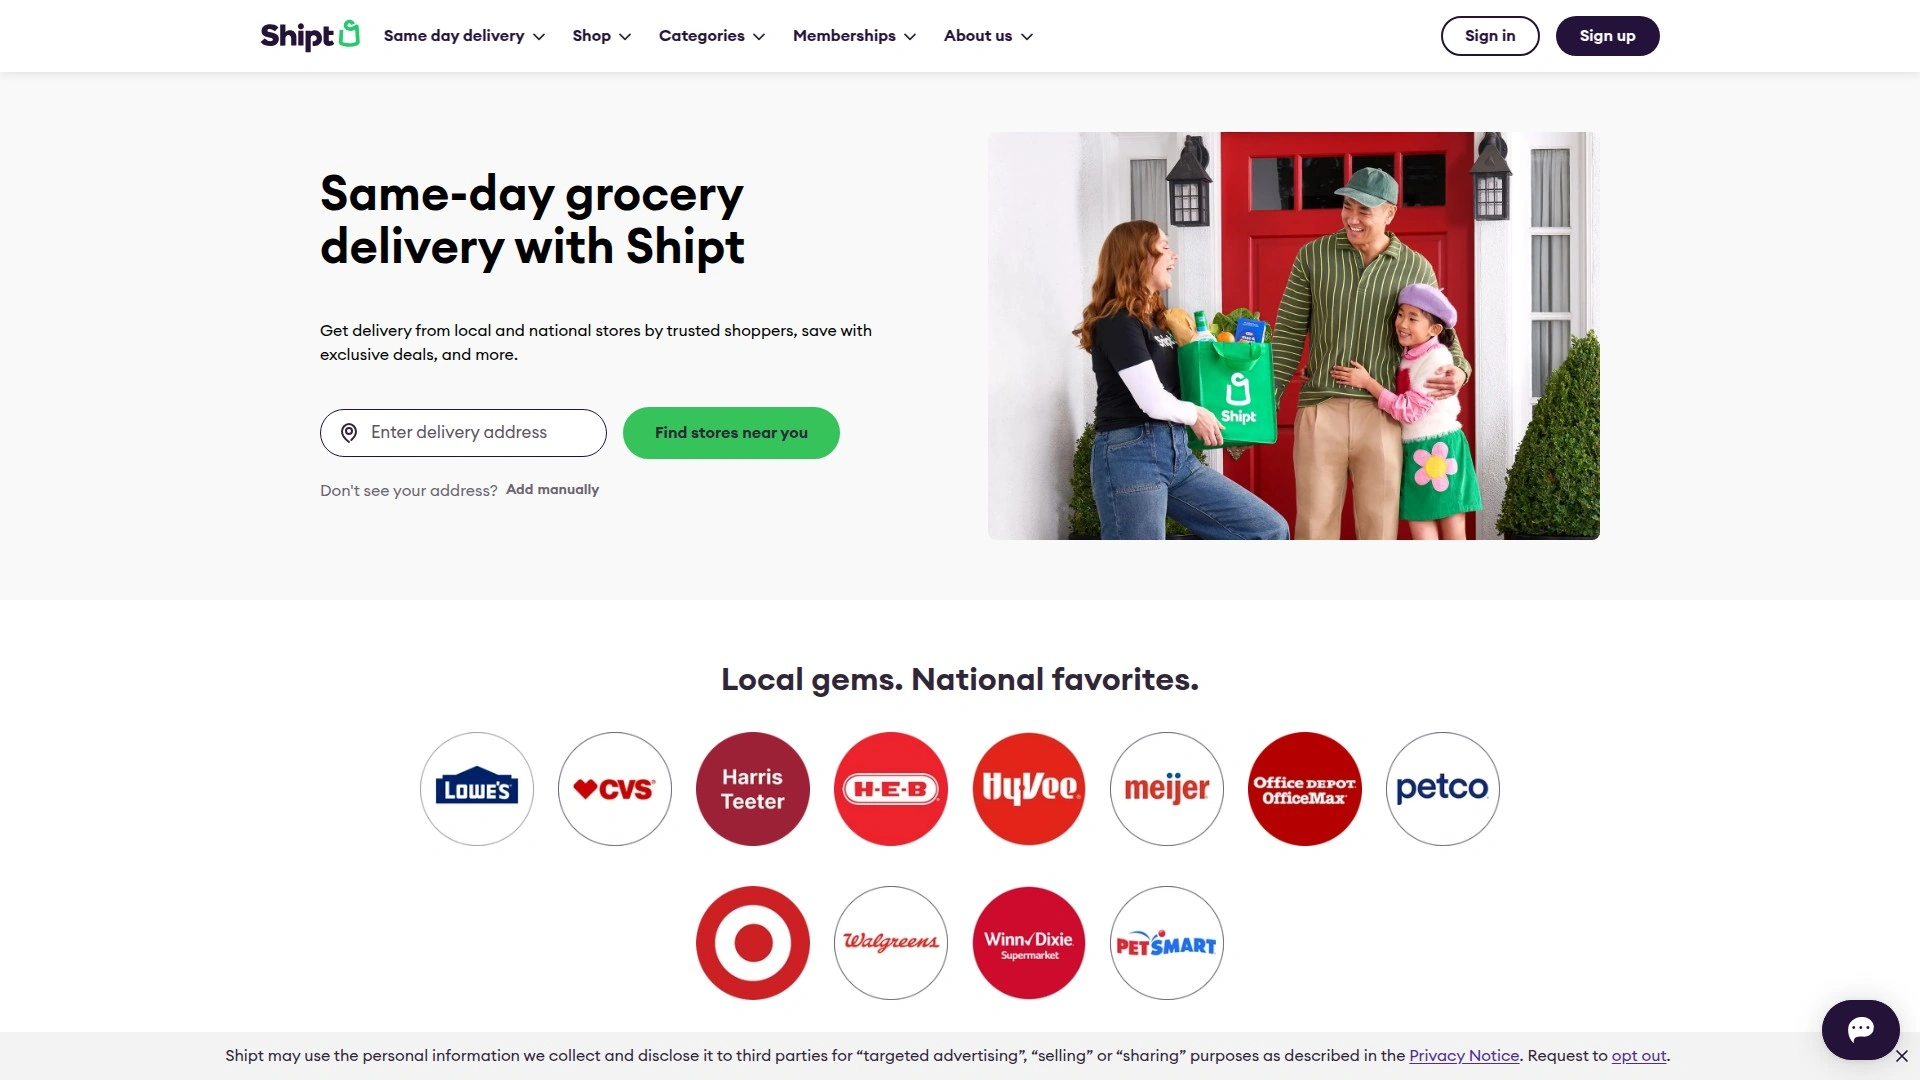 Shipt
Same day delivery
Shop
Categories
Memberships
About us
Sign in
Sign up
Same-day grocery
delivery with Shipt
Get delivery from local and national stores by trusted shoppers, save with
exclusive deals, and more.
Enter delivery address
Find stores near you
Don't see your address? Add manually
Shipt
Shipt
Local gems. National favorites.
LOWE'S
CVS
Harris
Teeter
H-E-B
HyVee
meijer
Office DEPOT
OfficeMax
petco
Walgreens
Winn Dixie
Supermarket
PETSMART
Shipt may use the personal information we collect and disclose it to third parties for “targeted advertising”, “selling” or “sharing” purposes as described in the Privacy Notice. Request to opt out.